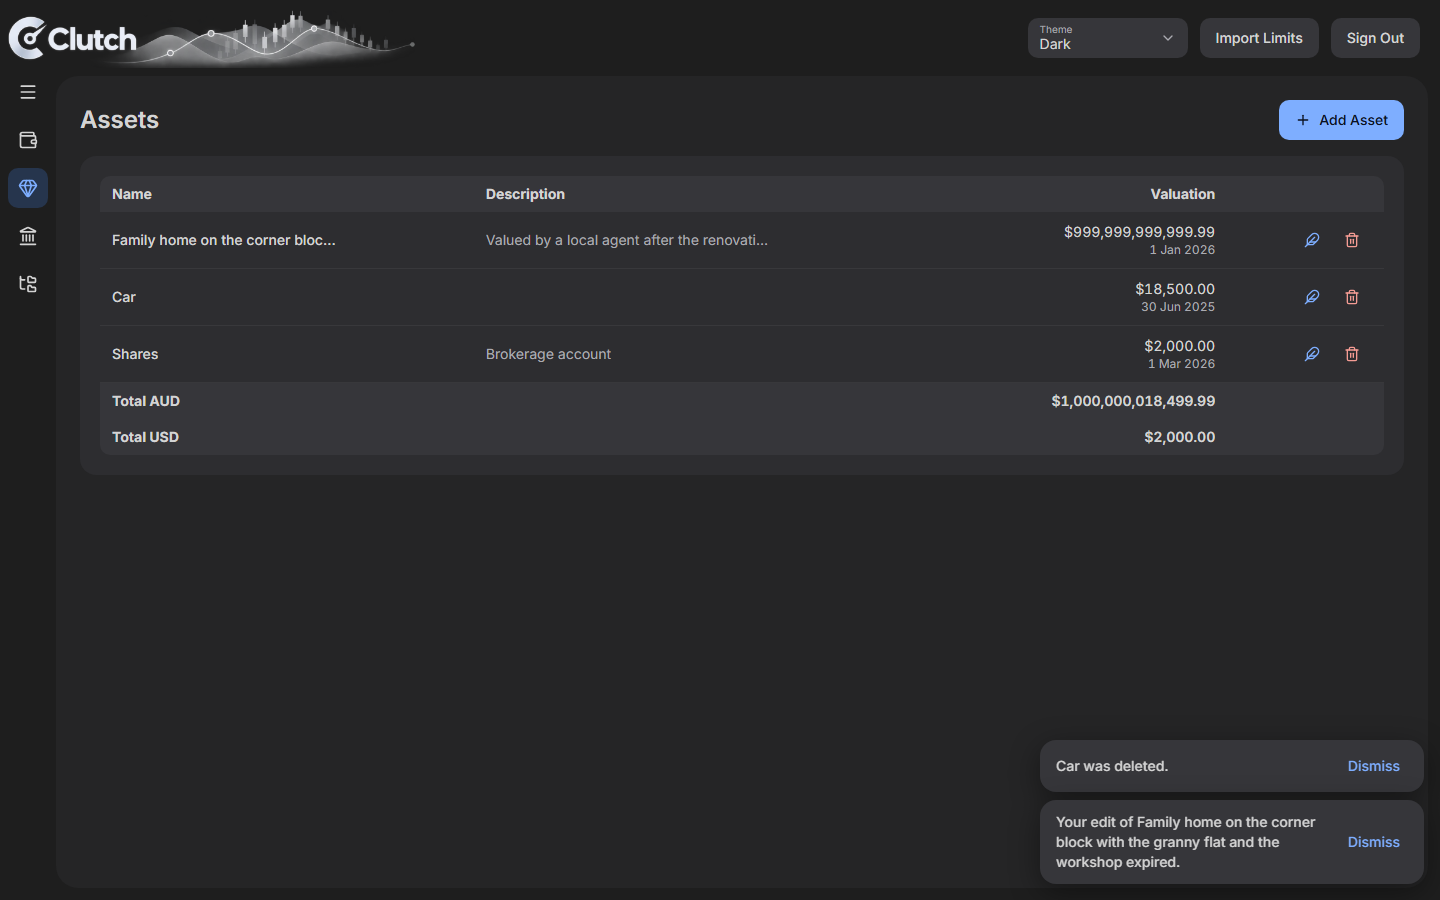 Clutch
Theme
Dark
Import Limits
Sign Out
Assets
+ Add Asset
Name Description Valuation
Family home on the corner bloc... Valued by a local agent after the renovati... $999,999,999,999.99
1 Jan 2026
Car $18,500.00
30 Jun 2025
Shares Brokerage account $2,000.00
1 Mar 2026
Total AUD $1,000,000,018,499.99
Total USD $2,000.00
Car was deleted. Dismiss
Your edit of Family home on the corner
block with the granny flat and the Dismiss
workshop expired.